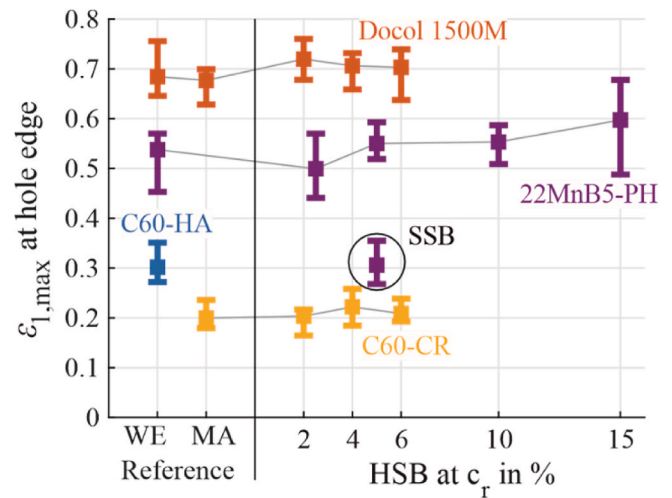 0.8
0.7
0.6
0.5
0.4
0.3
0.2
0.1
0
ε1,max at hole edge
Docol 1500M
22MnB5-PH
C60-HA
SSB
C60-CR
WE MA 2 4 6 10 15
Reference HSB at cr in %